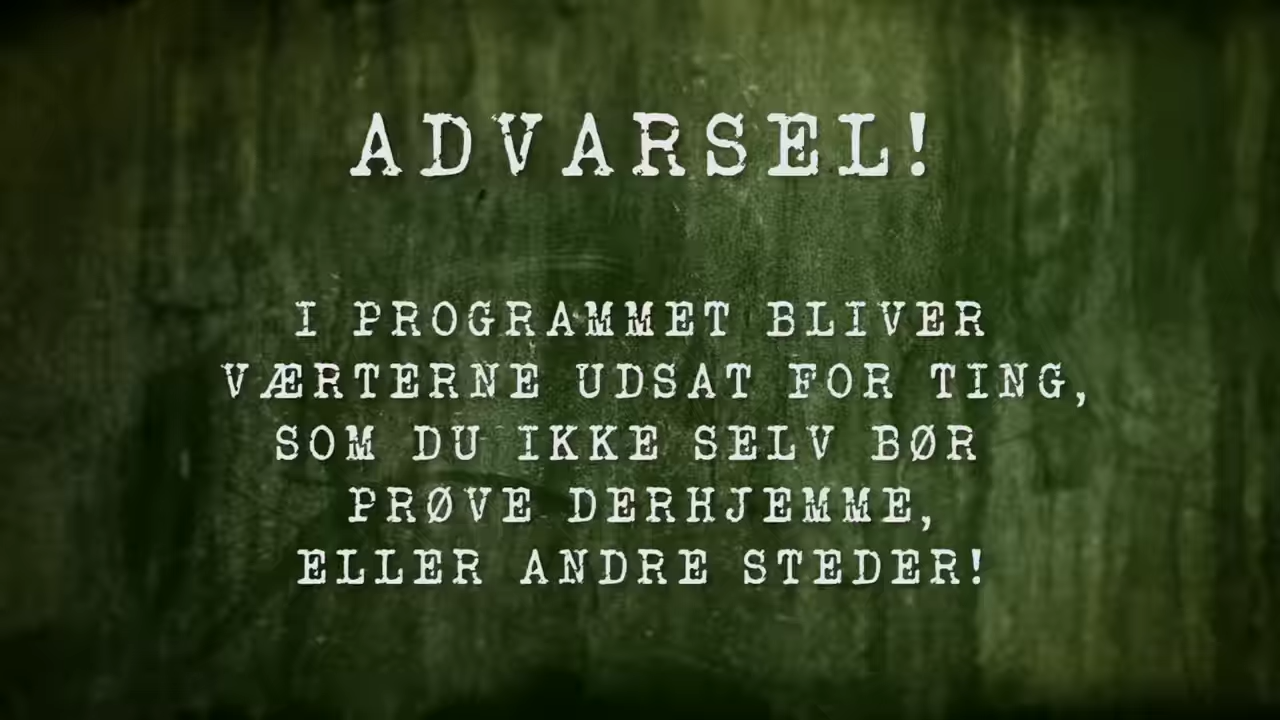 ADVARSEL!
I PROGRAMMET BLIVER
VÆRTERNE UDSAT FOR TING,
SOM DU IKKE SELV BØR
PRØVE DERHJEMME,
ELLER ANDRE STEDER!